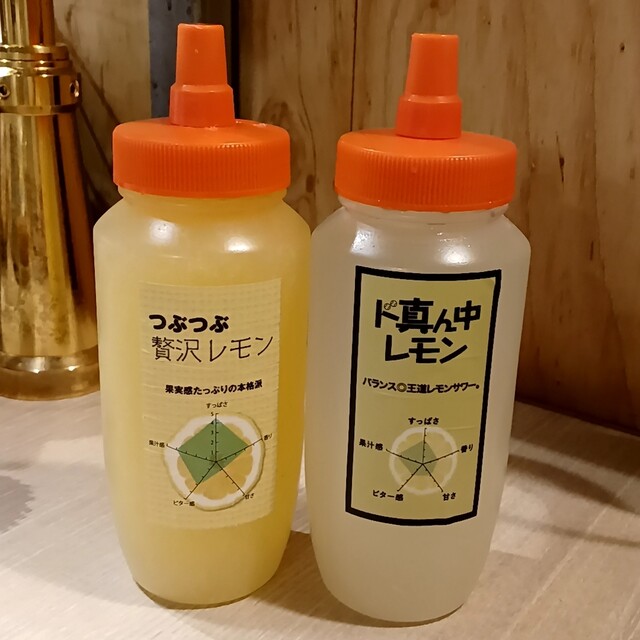 つぶつぶ
贅沢レモン
果実感たっぷりの本格派
すっぱさ
香り
甘さ
ビター感
果汁感
ド真ん中
レモン
バランス◎王道レモンサワー。
すっぱさ
香り
甘さ
ビター感
果汁感